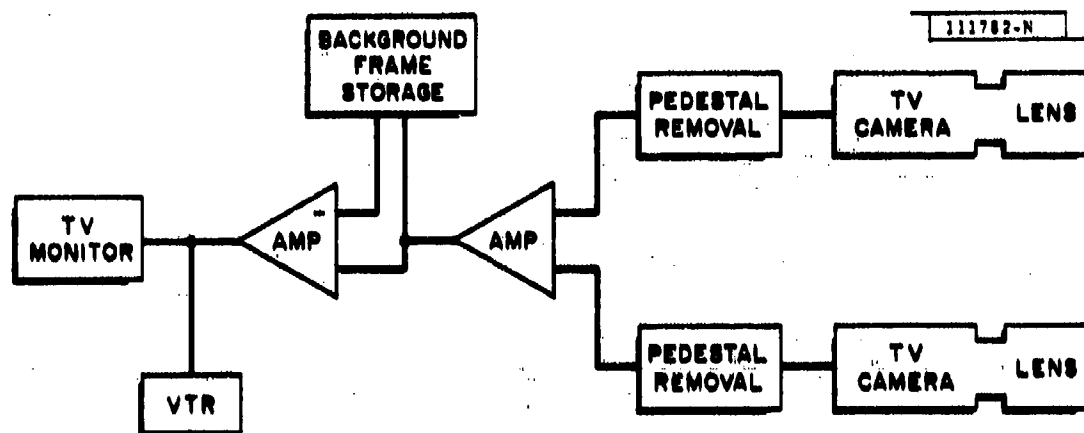 111782-N
BACKGROUND
FRAME
STORAGE
PEDESTAL
REMOVAL
TV
CAMERA
LENS
TV
MONITOR
AMP
–
AMP
PEDESTAL
REMOVAL
TV
CAMERA
LENS
VTR